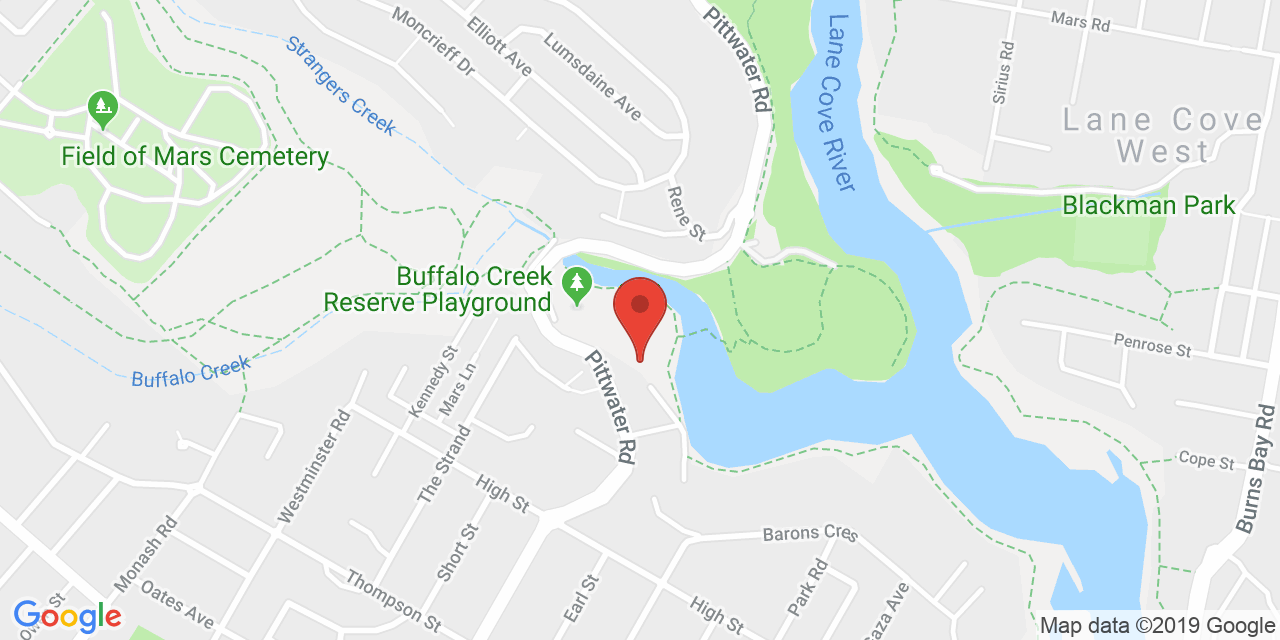 Moncrieff Dr
Elliott Ave
Lumsdaine Ave
Pittwater Rd
Lane Cove River
Mars Rd
Sirius Rd
Strangers Creek
Lane Cove
West
Field of Mars Cemetery
Rene St
Blackman Park
Buffalo Creek
Reserve Playground
Penrose St
Buffalo Creek
Kennedy St
Mars Ln
Pittwater Rd
Westminster Rd
The Strand
High St
Cope St
Burns Bay Rd
Monash Rd
Short St
Barons Cres
Oates Ave
Thompson St
Earl St
High St
Park Rd
Gaza Ave
Google
Map data ©2019 Google